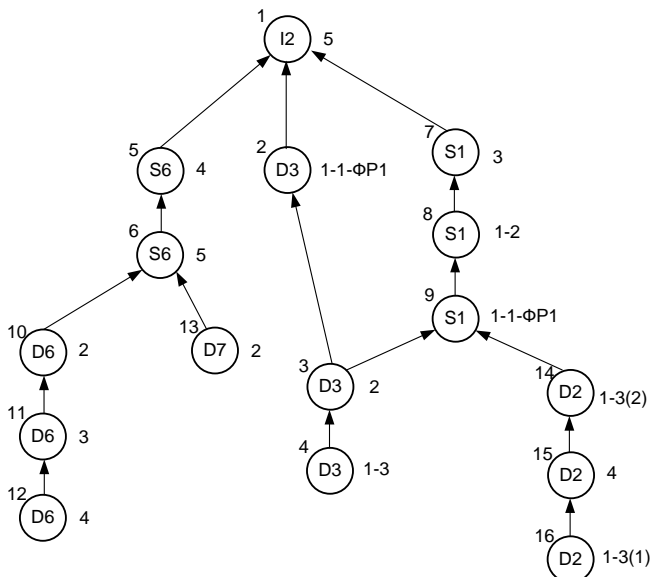 1 I2 5
7
5 S6 4
2 D3 1-1-ФР1
S1 3
8 S1 1-2
6 S6 5
9 S1 1-1-ФР1
10 D6 2
13 D7 2
3 D3 2
14 D2 1-3(2)
11 D6 3
4 D3 1-3
15 D2 4
12 D6 4
16 D2 1-3(1)